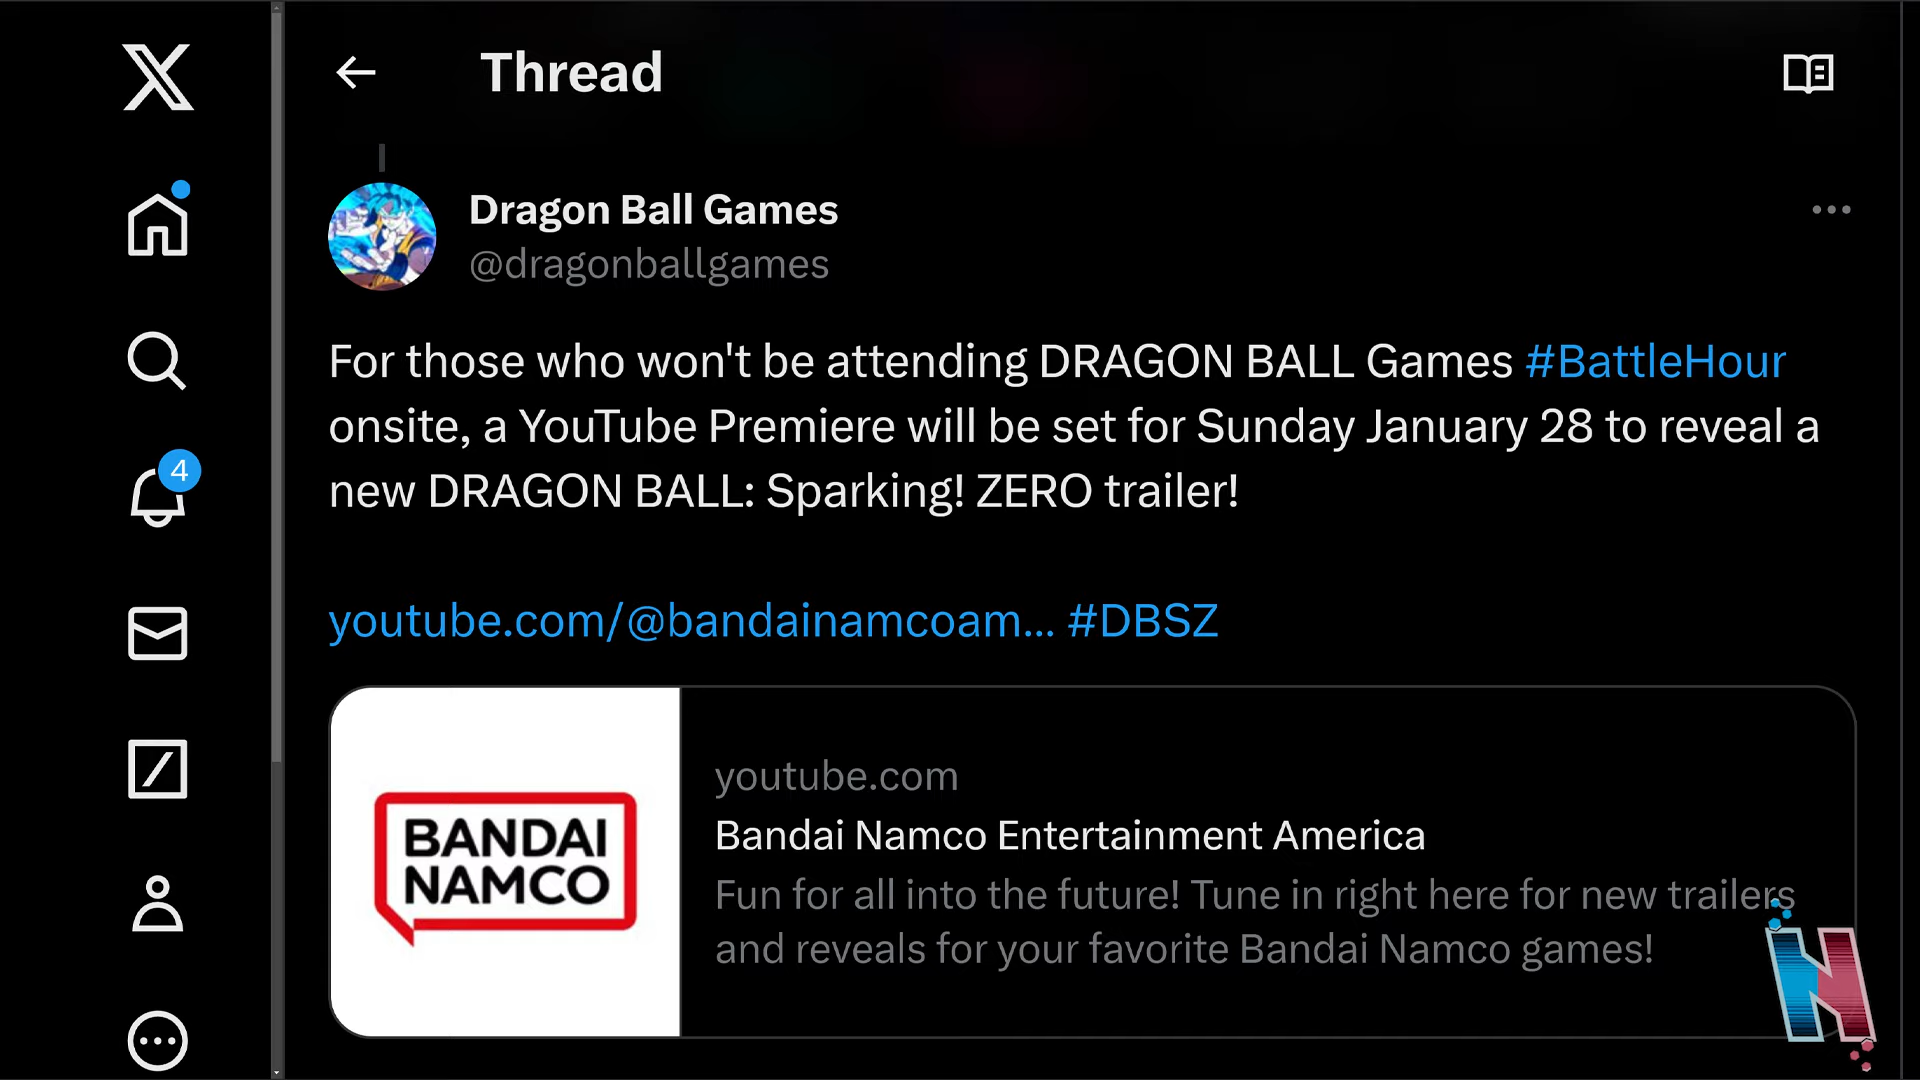 Thread
Dragon Ball Games
@dragonballgames
For those who won't be attending DRAGON BALL Games #BattleHour
onsite, a YouTube Premiere will be set for Sunday January 28 to reveal a
new DRAGON BALL: Sparking! ZERO trailer!
4
youtube.com/@bandainamcoam... #DBSZ
BANDAI
NAMCO
youtube.com
Bandai Namco Entertainment America
Fun for all into the future! Tune in right here for new trailers
and reveals for your favorite Bandai Namco games!
N